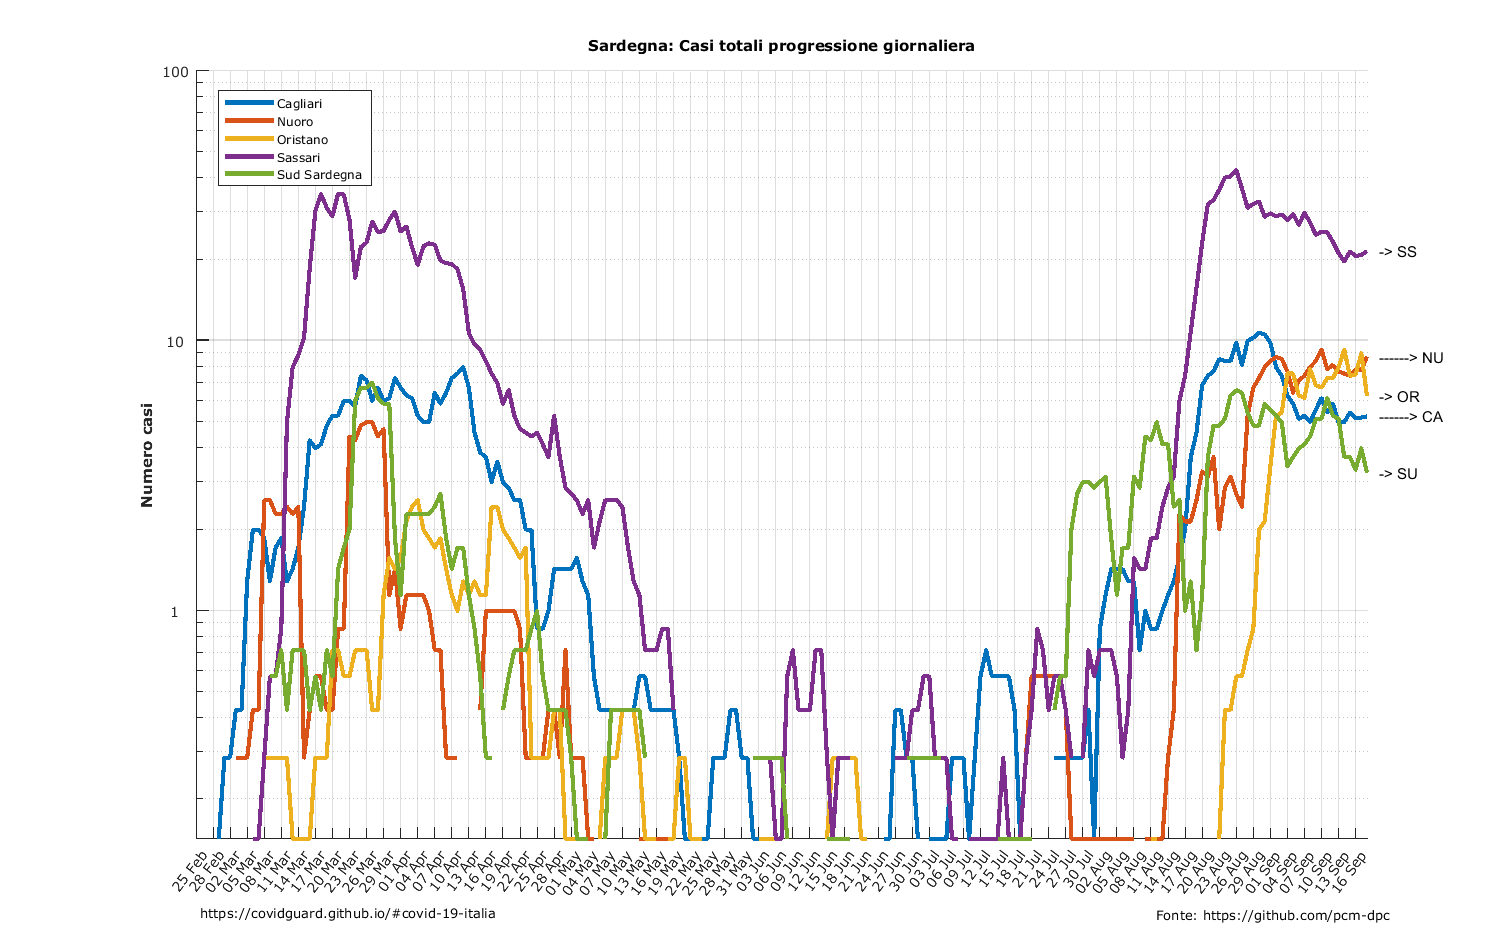 Sardegna: Casi totali progressione giornaliera
100
10
1
Numero casi
Cagliari
Nuoro
Oristano
Sassari
Sud Sardegna
-> SS
------> NU
-> OR
------> CA
-> SU
25 Feb
28 Feb
02 Mar
05 Mar
08 Mar
11 Mar
14 Mar
17 Mar
20 Mar
23 Mar
26 Mar
29 Mar
01 Apr
04 Apr
07 Apr
10 Apr
13 Apr
16 Apr
19 Apr
22 Apr
25 Apr
28 Apr
01 May
04 May
07 May
10 May
13 May
16 May
19 May
22 May
25 May
28 May
31 May
03 Jun
06 Jun
09 Jun
12 Jun
15 Jun
18 Jun
21 Jun
24 Jun
27 Jun
30 Jun
03 Jul
06 Jul
09 Jul
12 Jul
15 Jul
18 Jul
21 Jul
24 Jul
27 Jul
30 Jul
02 Aug
05 Aug
08 Aug
11 Aug
14 Aug
17 Aug
20 Aug
23 Aug
26 Aug
29 Aug
01 Sep
04 Sep
07 Sep
10 Sep
13 Sep
16 Sep
https://covidguard.github.io/#covid-19-italia
Fonte: https://github.com/pcm-dpc